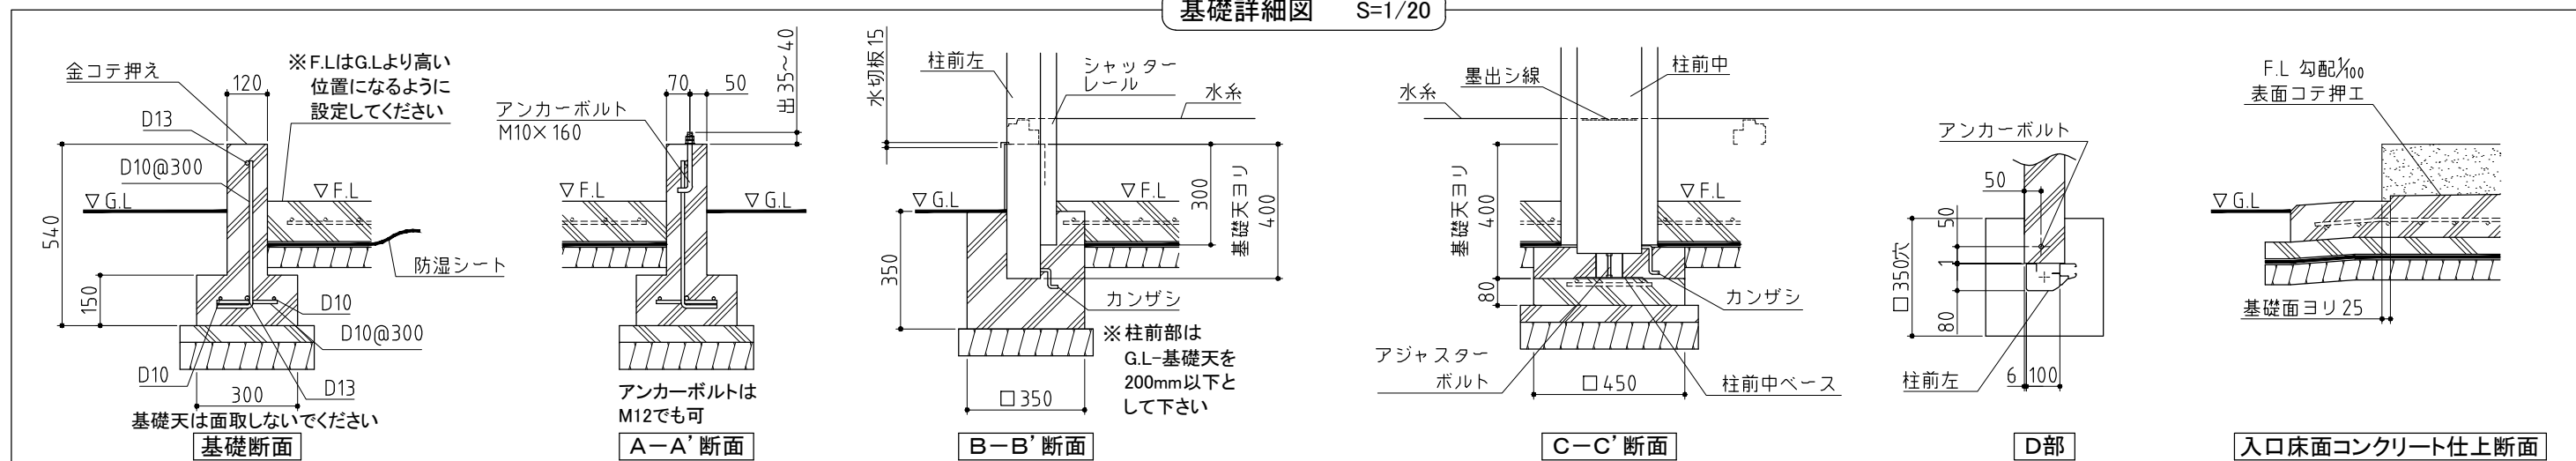 基礎詳細図 S=1/20
金コテ押え
120
※F.LはG.Lより高い
位置になるように
設定してください
D13
D10@300
▽F.L
▽G.L
540
150
防湿シート
D10
D10@300
D10
D13
300
基礎天は面取しないでください
基礎断面
70
50
出35~40
アンカーボルト
M10×160
▽F.L
▽G.L
アンカーボルトは
M12でも可
A-A'断面
水切板15
柱前左
シャッター
レール
水糸
▽G.L
▽F.L
300
400
基礎天ヨリ
350
カンザシ
※柱前部は
G.L-基礎天を
200mm以下と
して下さい
□350
B-B'断面
墨出シ線
柱前中
水糸
基礎天ヨリ
400
▽F.L
80
カンザシ
アジャスター
ボルト
□450
柱前中ベース
C-C'断面
アンカーボルト
50
50
1
80
□350穴
柱前左
6
100
D部
F.L 勾配1/100
表面コテ押エ
▽G.L
基礎面ヨリ25
入口床面コンクリート仕上断面